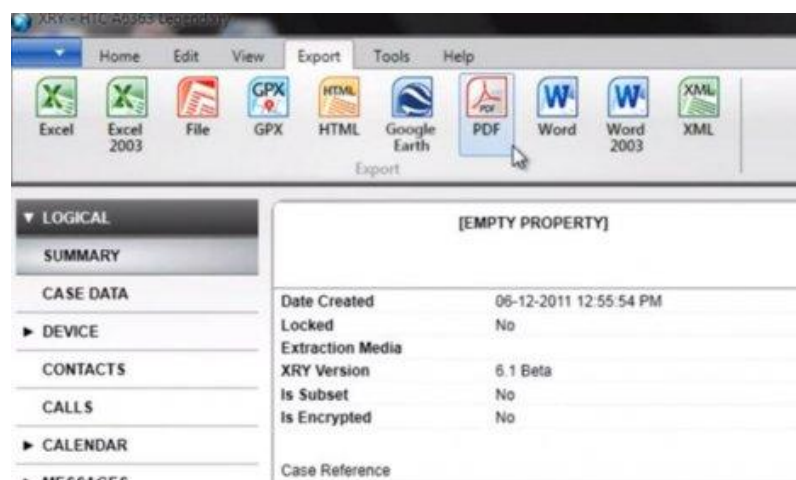 XRY - HTC A6363 Legendary
Home Edit View Export Tools Help
GPX HTML PDF W W XML
Excel Excel 2003 File GPX HTML Google Earth PDF Word Word 2003 XML
Export
LOGICAL
SUMMARY
CASE DATA
DEVICE
CONTACTS
CALLS
CALENDAR
[EMPTY PROPERTY]
Date Created 06-12-2011 12:55:54 PM
Locked No
Extraction Media
XRY Version 6.1 Beta
Is Subset No
Is Encrypted No
Case Reference